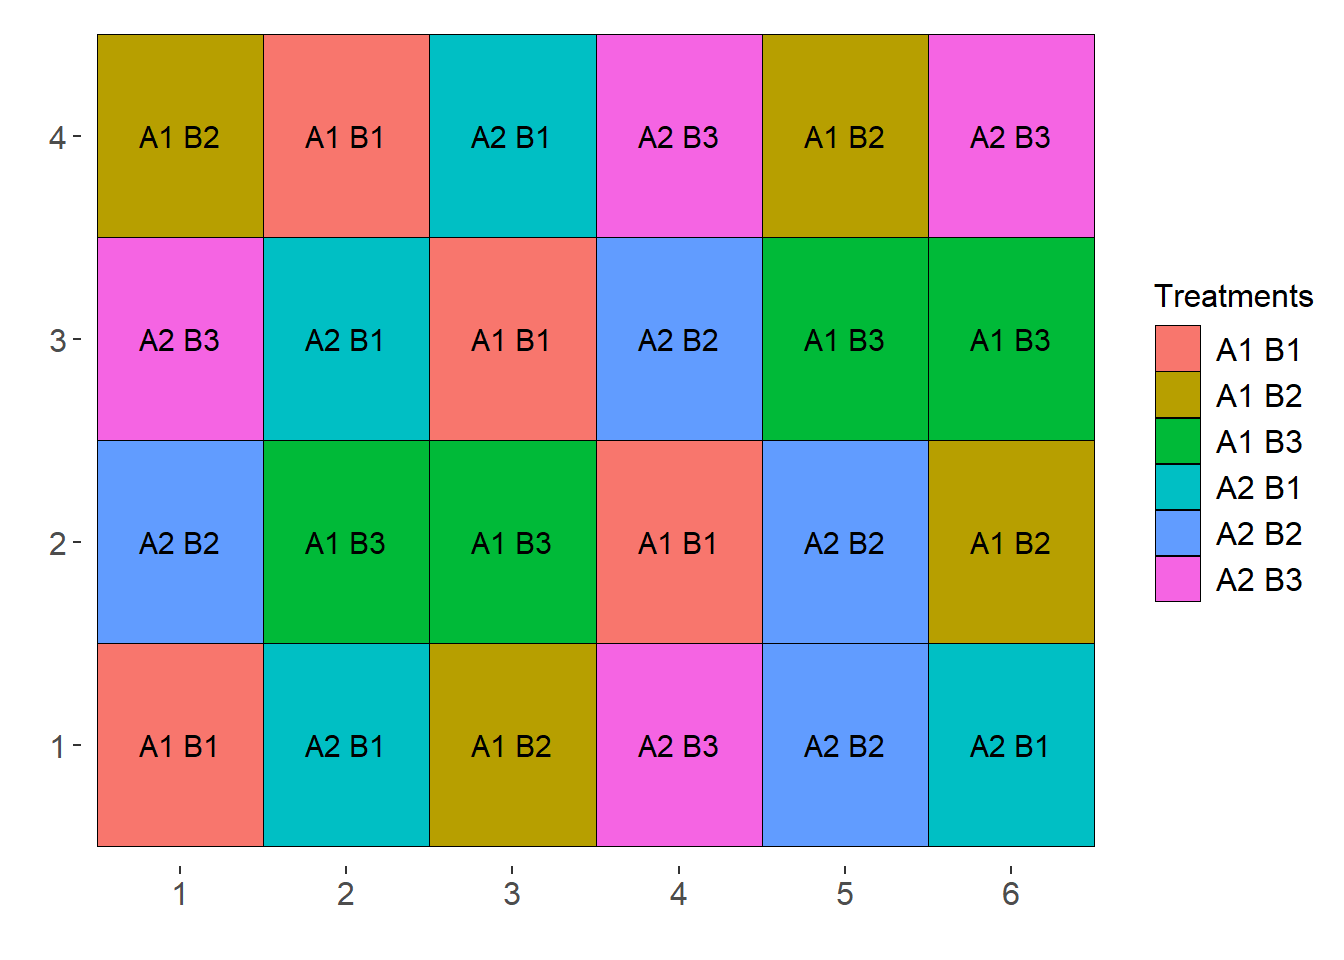 4 A1 B2 A1 B1 A2 B1 A2 B3 A1 B2 A2 B3
3 A2 B3 A2 B1 A1 B1 A2 B2 A1 B3 A1 B3
2 A2 B2 A1 B3 A1 B3 A1 B1 A2 B2 A1 B2
1 A1 B1 A2 B1 A1 B2 A2 B3 A2 B2 A2 B1
1 2 3 4 5 6
Treatments
A1 B1
A1 B2
A1 B3
A2 B1
A2 B2
A2 B3